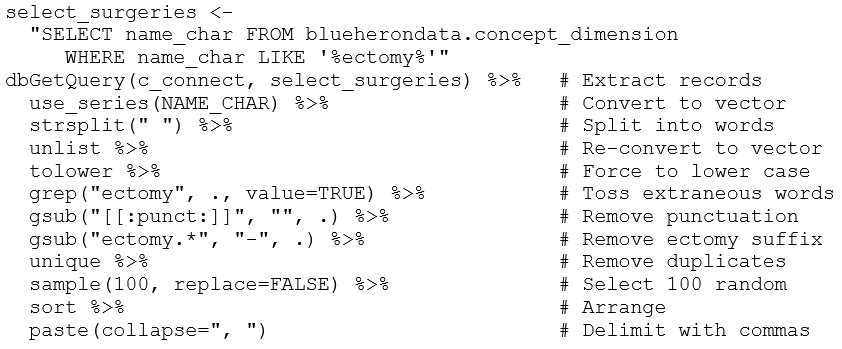 select_surgeries <-
  "SELECT name_char FROM blueherondata.concept_dimension
     WHERE name_char LIKE '%ectomy%'"
dbGetQuery(c_connect, select_surgeries) %>%   # Extract records
  use_series(NAME_CHAR) %>%                   # Convert to vector
  strsplit(" ") %>%                           # Split into words
  unlist %>%                                  # Re-convert to vector
  tolower %>%                                 # Force to lower case
  grep("ectomy", ., value=TRUE) %>%           # Toss extraneous words
  gsub("[[:punct:]]", "", .) %>%              # Remove punctuation
  gsub("ectomy.*", "-", .) %>%                # Remove ectomy suffix
  unique %>%                                  # Remove duplicates
  sample(100, replace=FALSE) %>%              # Select 100 random
  sort %>%                                    # Arrange
  paste(collapse=", ")                        # Delimit with commas